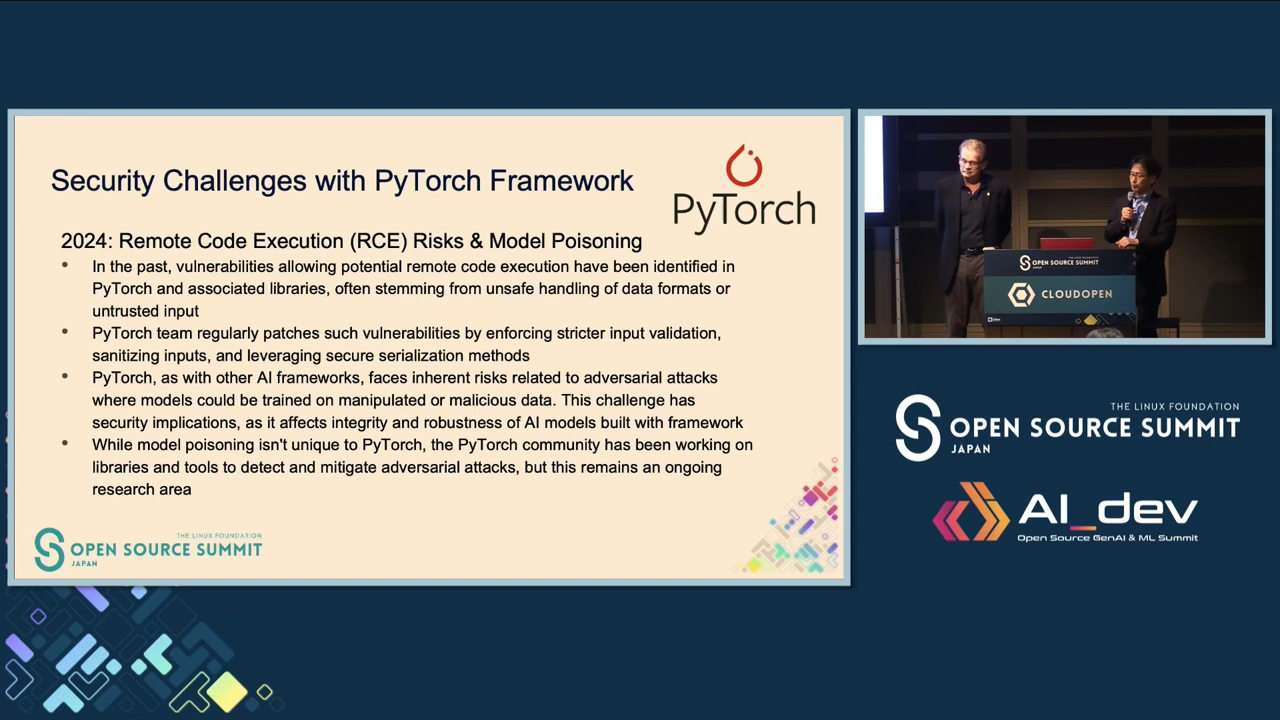 Security Challenges with PyTorch Framework
PyTorch
2024: Remote Code Execution (RCE) Risks & Model Poisoning
• In the past, vulnerabilities allowing potential remote code execution have been identified in
PyTorch and associated libraries, often stemming from unsafe handling of data formats or
untrusted input
• PyTorch team regularly patches such vulnerabilities by enforcing stricter input validation,
sanitizing inputs, and leveraging secure serialization methods
• PyTorch, as with other AI frameworks, faces inherent risks related to adversarial attacks
where models could be trained on manipulated or malicious data. This challenge has
security implications, as it affects integrity and robustness of AI models built with framework
• While model poisoning isn't unique to PyTorch, the PyTorch community has been working on
libraries and tools to detect and mitigate adversarial attacks, but this remains an ongoing
research area
THE LINUX FOUNDATION
OPEN SOURCE SUMMIT
JAPAN
OPEN SOURCE SUMMIT
JAPAN
CLOUDOPEN
THE LINUX FOUNDATION
OPEN SOURCE SUMMIT
JAPAN
AI_dev
Open Source GenAI & ML Summit